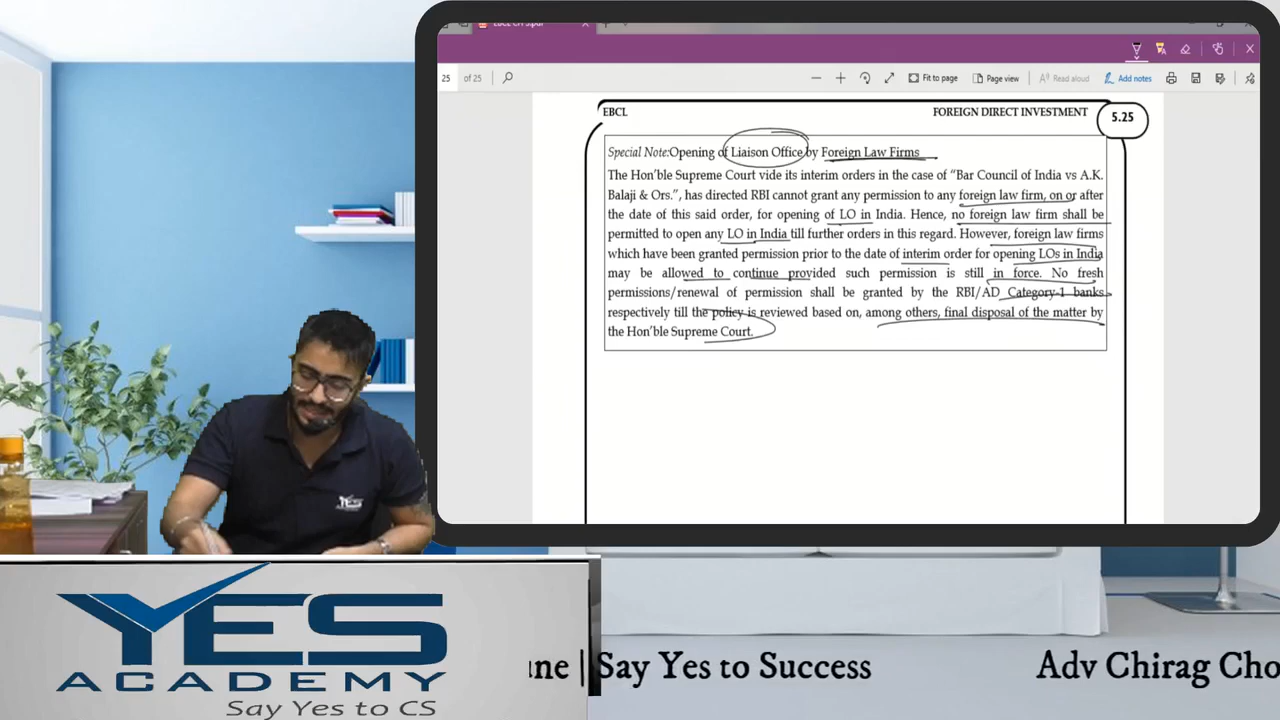 25 of 25
Fit to page
Page view
Read aloud
Add notes
EBCL
FOREIGN DIRECT INVESTMENT
5.25
Special Note:Opening of Liaison Office by Foreign Law Firms
The Hon'ble Supreme Court vide its interim orders in the case of “Bar Council of India vs A.K.
Balaji & Ors.”, has directed RBI cannot grant any permission to any foreign law firm, on or after
the date of this said order, for opening of LO in India. Hence, no foreign law firm shall be
permitted to open any LO in India till further orders in this regard. However, foreign law firms
which have been granted permission prior to the date of interim order for opening LOs in India
may be allowed to continue provided such permission is still in force. No fresh
permissions/renewal of permission shall be granted by the RBI/AD Category-1 banks
respectively till the policy is reviewed based on, among others, final disposal of the matter by
the Hon'ble Supreme Court.
YES
YES
ACADEMY
Say Yes to CS
une | Say Yes to Success
Adv Chirag Cho